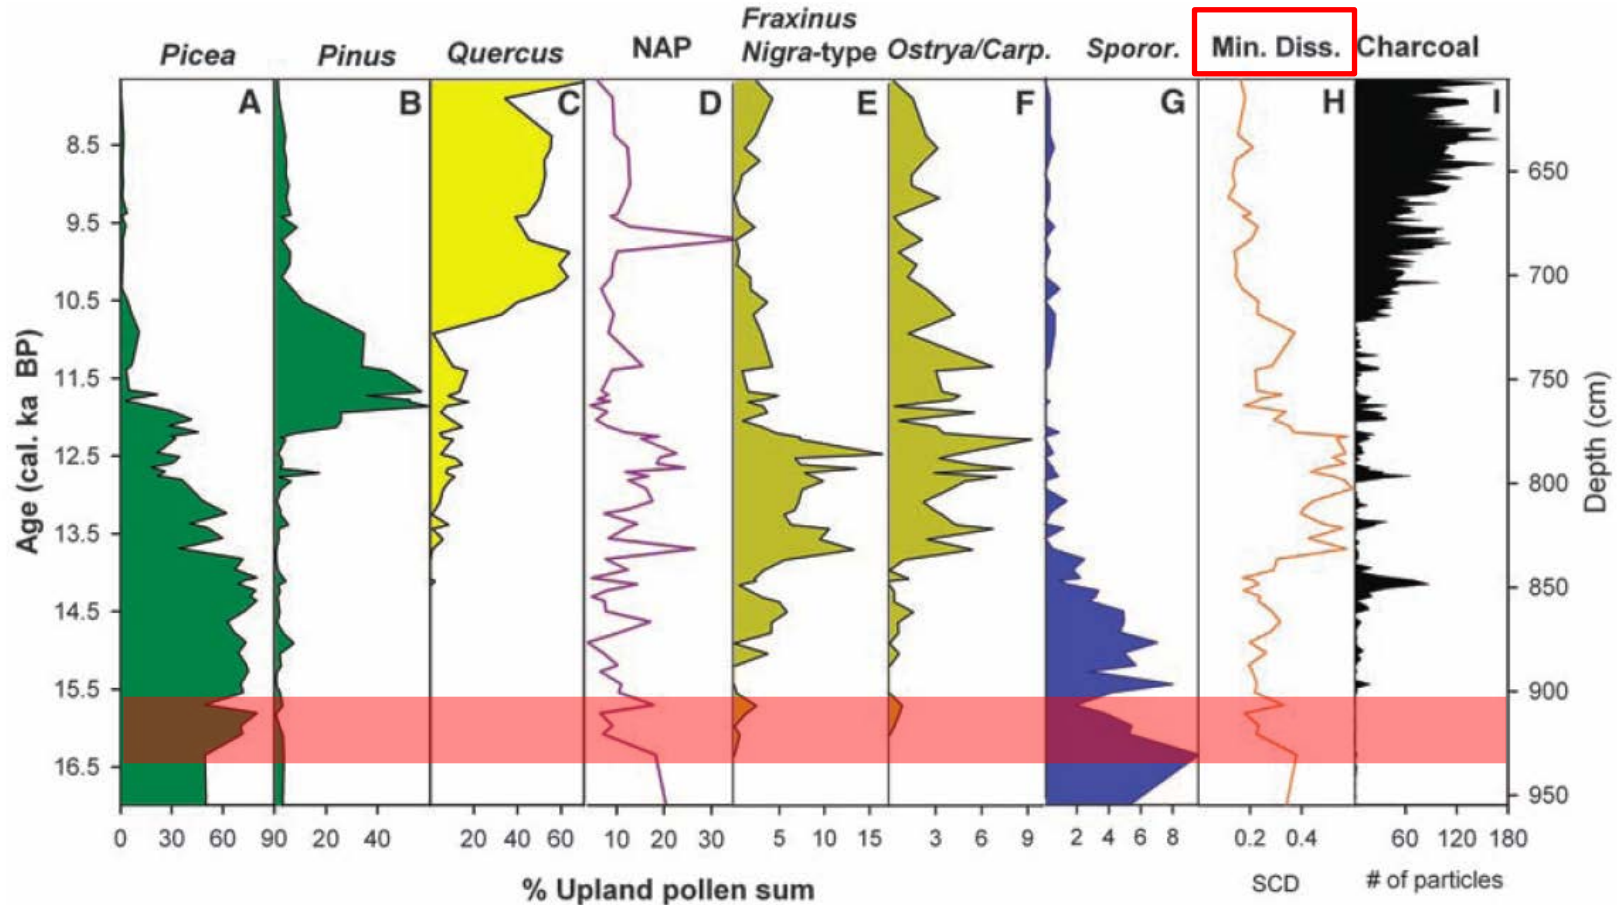 Fraxinus
Picea Pinus Quercus NAP Nigra-type Ostrya/Carp. Sporor. Min. Diss. Charcoal
A B C D E F G H I
Age (cal. ka BP)
8.5
9.5
10.5
11.5
12.5
13.5
14.5
15.5
16.5
650
700
750
800
850
900
950
Depth (cm)
0 30 60 90 20 40 20 40 60 10 20 30 5 10 15 3 6 9 2 4 6 8 0.2 0.4 60 120 180
% Upland pollen sum SCD # of particles